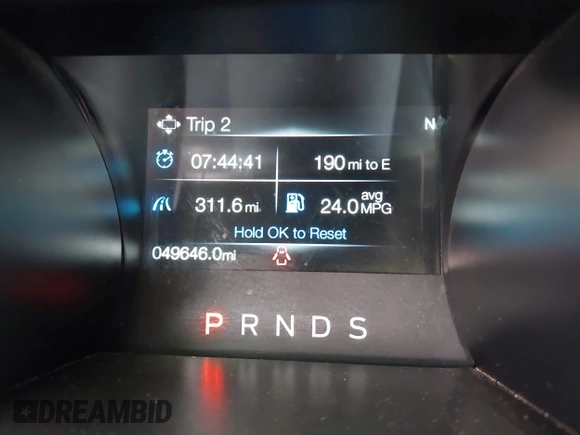 Trip 2 N
07:44:41 190 mi to E
311.6 mi 24.0 avg MPG
Hold OK to Reset
049646.0mi
P R N D S
DREAMBID